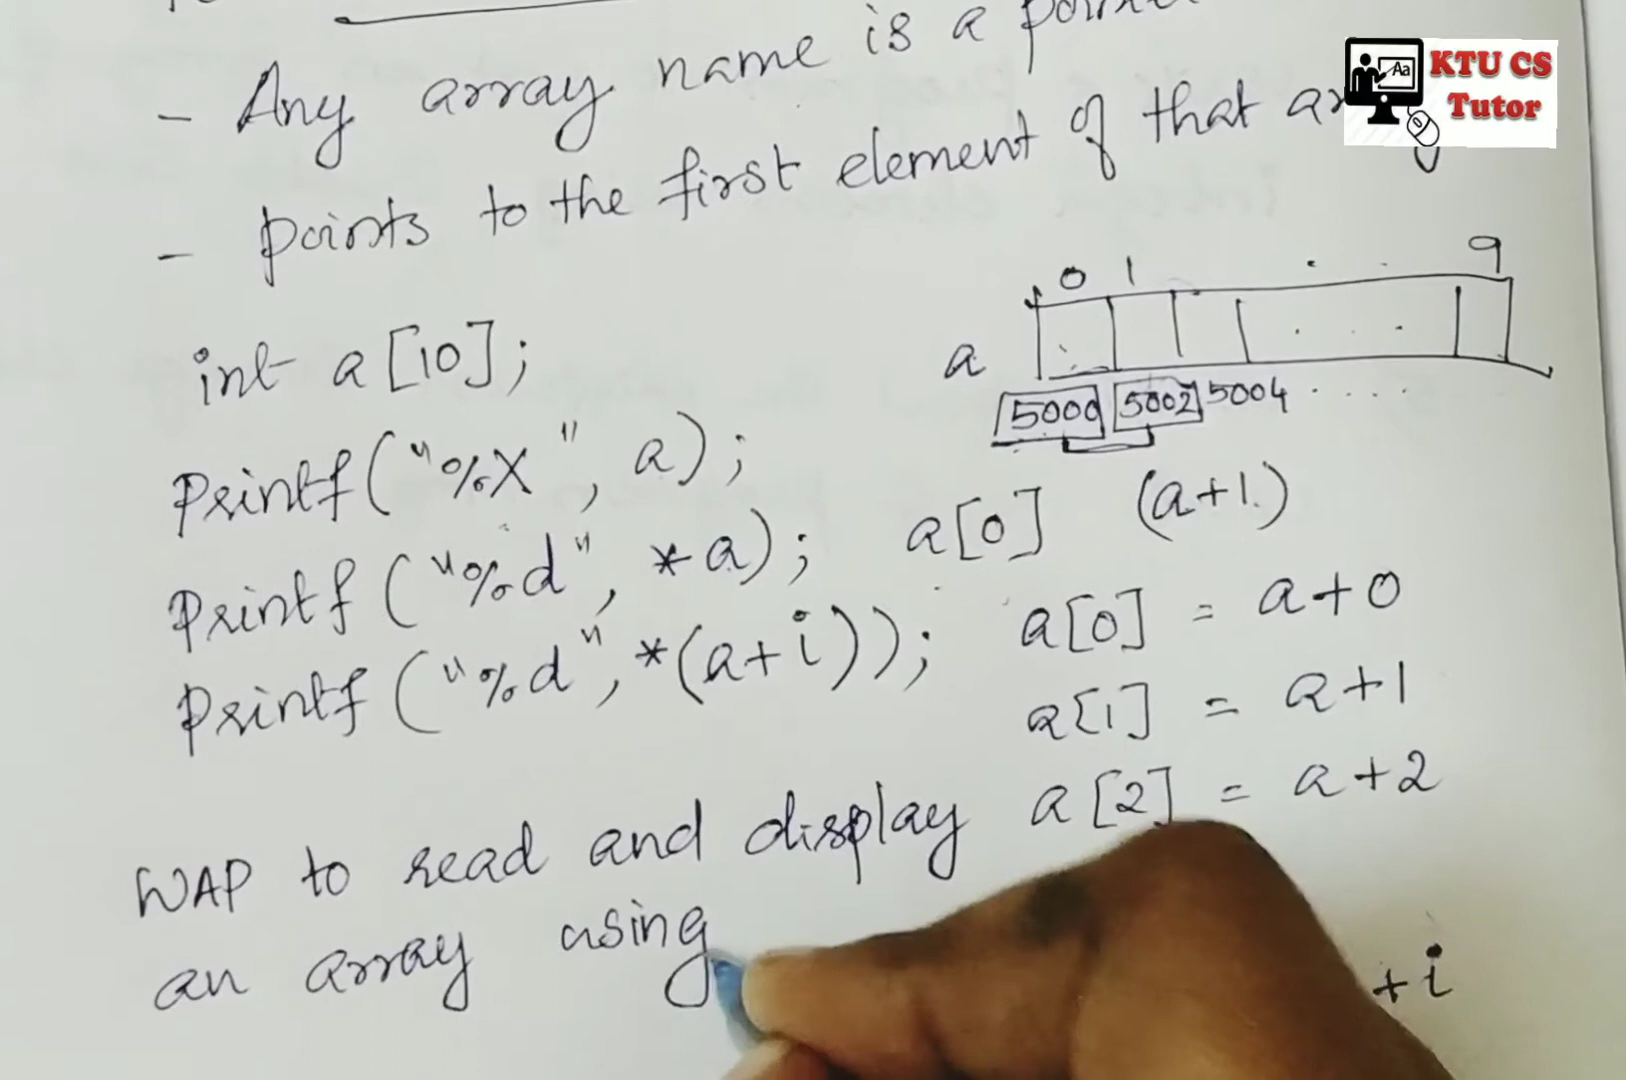 - Any array name is a
- points to the first element of that
0 1 . . 9
int a[10];
a
5000 5002 5004 . . . .
printf("%X", a);
printf("%d", *a); a[0] (a+1)
printf("%d", *(a+i)); a[0] = a+0
a[1] = a+1
a[2] = a+2
WAP to read and display
an array using
+i
KTU CS
Tutor
Aa